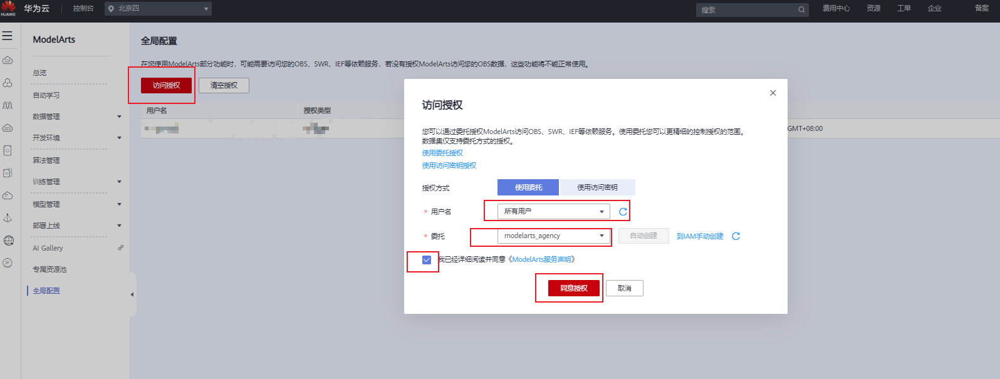 HUAWEI
华为云
控制台
北京四
搜索
费用中心
资源
工单
企业
备案
ModelArts
总览
自动学习
数据管理
开发环境
算法管理
训练管理
模型管理
部署上线
AI Gallery
专属资源池
全局配置
全局配置
在您使用ModelArts部分功能时，可能需要访问您的OBS、SWR、IEF等依赖服务，若没有授权ModelArts访问您的OBS数据，这些功能将不能正常使用。
访问授权
清空授权
用户名
授权类型
GMT+08:00
访问授权
您可以通过委托授权ModelArts访问OBS、SWR、IEF等依赖服务。使用委托您可以更精细的控制授权的范围。
数据集仅支持委托方式的授权。
使用委托授权
使用访问密钥授权
授权方式
使用委托
使用访问密钥
* 用户名
所有用户
* 委托
modelarts_agency
自动创建
到IAM手动创建
我已经详细阅读并同意《ModelArts服务声明》
同意授权
取消
IP